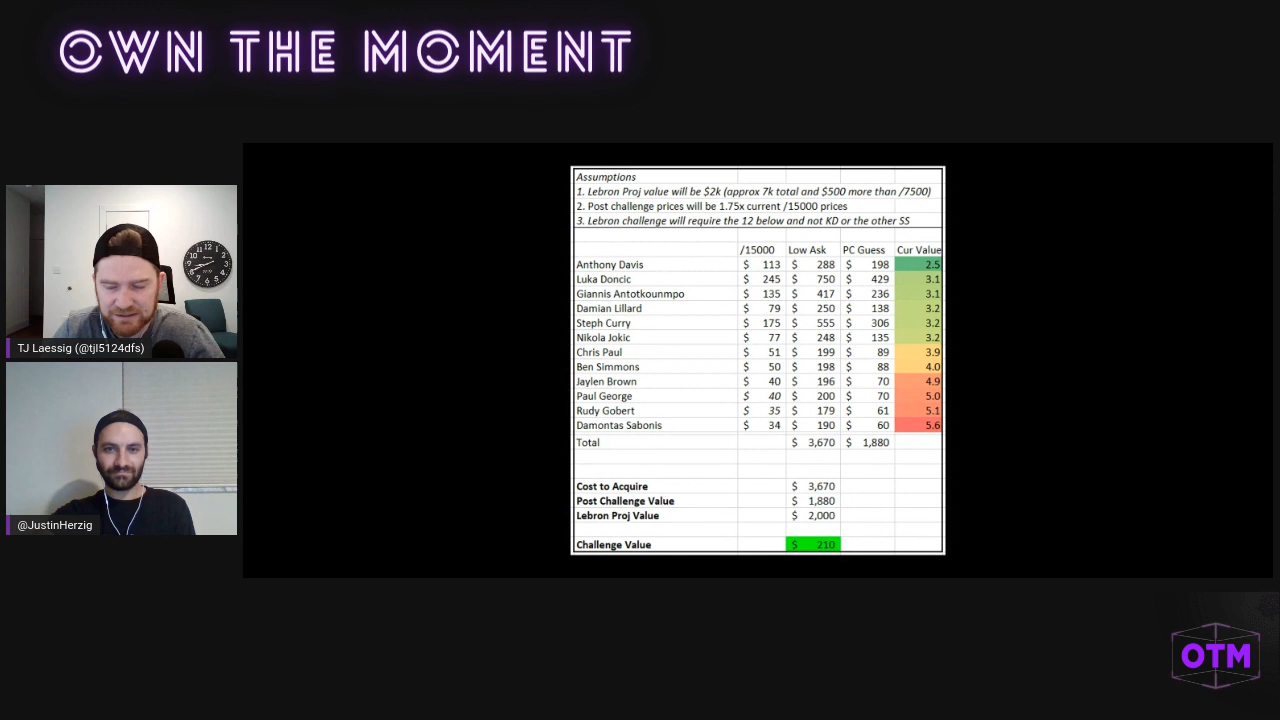 OWN THE MOMENT
Assumptions
1. Lebron Proj value will be $2k (approx 7k total and $500 more than /7500)
2. Post challenge prices will be 1.75x current /15000 prices
3. Lebron challenge will require the 12 below and not KD or the other SS
/15000 Low Ask PC Guess Cur Value
Anthony Davis $ 113 $ 288 $ 198 2.5
Luka Doncic $ 245 $ 750 $ 429 3.1
Giannis Antotkounmpo $ 135 $ 417 $ 236 3.1
Damian Lillard $ 79 $ 250 $ 138 3.2
Steph Curry $ 175 $ 555 $ 306 3.2
Nikola Jokic $ 77 $ 248 $ 135 3.2
Chris Paul $ 51 $ 199 $ 89 3.9
Ben Simmons $ 50 $ 198 $ 88 4.0
Jaylen Brown $ 40 $ 196 $ 70 4.9
Paul George $ 40 $ 200 $ 70 5.0
Rudy Gobert $ 35 $ 179 $ 61 5.1
Damontas Sabonis $ 34 $ 190 $ 60 5.6
Total $ 3,670 $ 1,880
Cost to Acquire $ 3,670
Post Challenge Value $ 1,880
Lebron Proj Value $ 2,000
Challenge Value $ 210
TJ Laessig (@tjl5124dfs)
@JustinHerzig
OTM